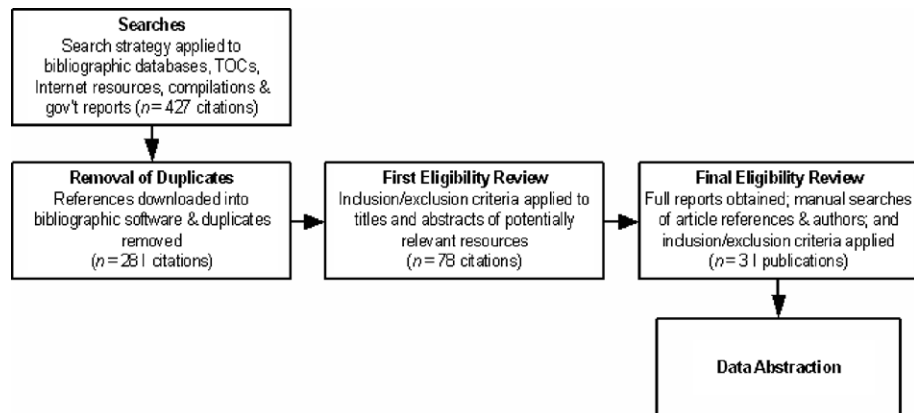 Searches
Search strategy applied to
bibliographic databases, TOCs,
Internet resources, compilations &
gov't reports (n= 427 citations)
Removal of Duplicates
References downloaded into
bibliographic software & duplicates
removed
(n= 281 citations)
First Eligibility Review
Inclusion/exclusion criteria applied to
titles and abstracts of potentially
relevant resources
(n= 78 citations)
Final Eligibility Review
Full reports obtained; manual searches
of article references & authors; and
inclusion/exclusion criteria applied
(n= 31 publications)
Data Abstraction